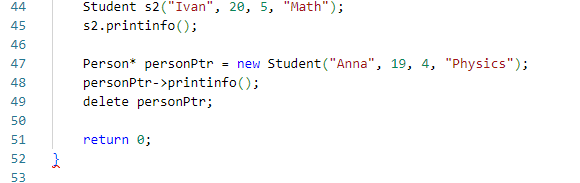 44 Student s2("Ivan", 20, 5, "Math");
45 s2.printinfo();
46
47 Person* personPtr = new Student("Anna", 19, 4, "Physics");
48 personPtr->printinfo();
49 delete personPtr;
50
51 return 0;
52 }
53